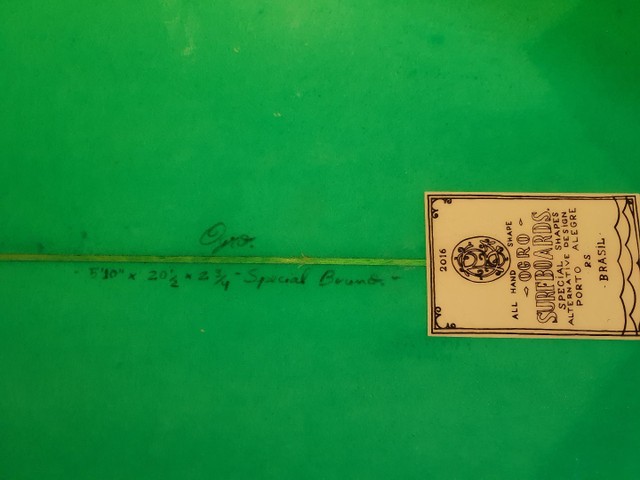 Ogro.
5'10" x 20 1/2 x 2 3/4 - Special Bruno. -
2016
ALL HAND SHAPE
OGRO
SURFBOARDS.
SPECIAL SHAPES
ALTERNATIVE DESIGN
PORTO ALEGRE
RS
BRASIL.